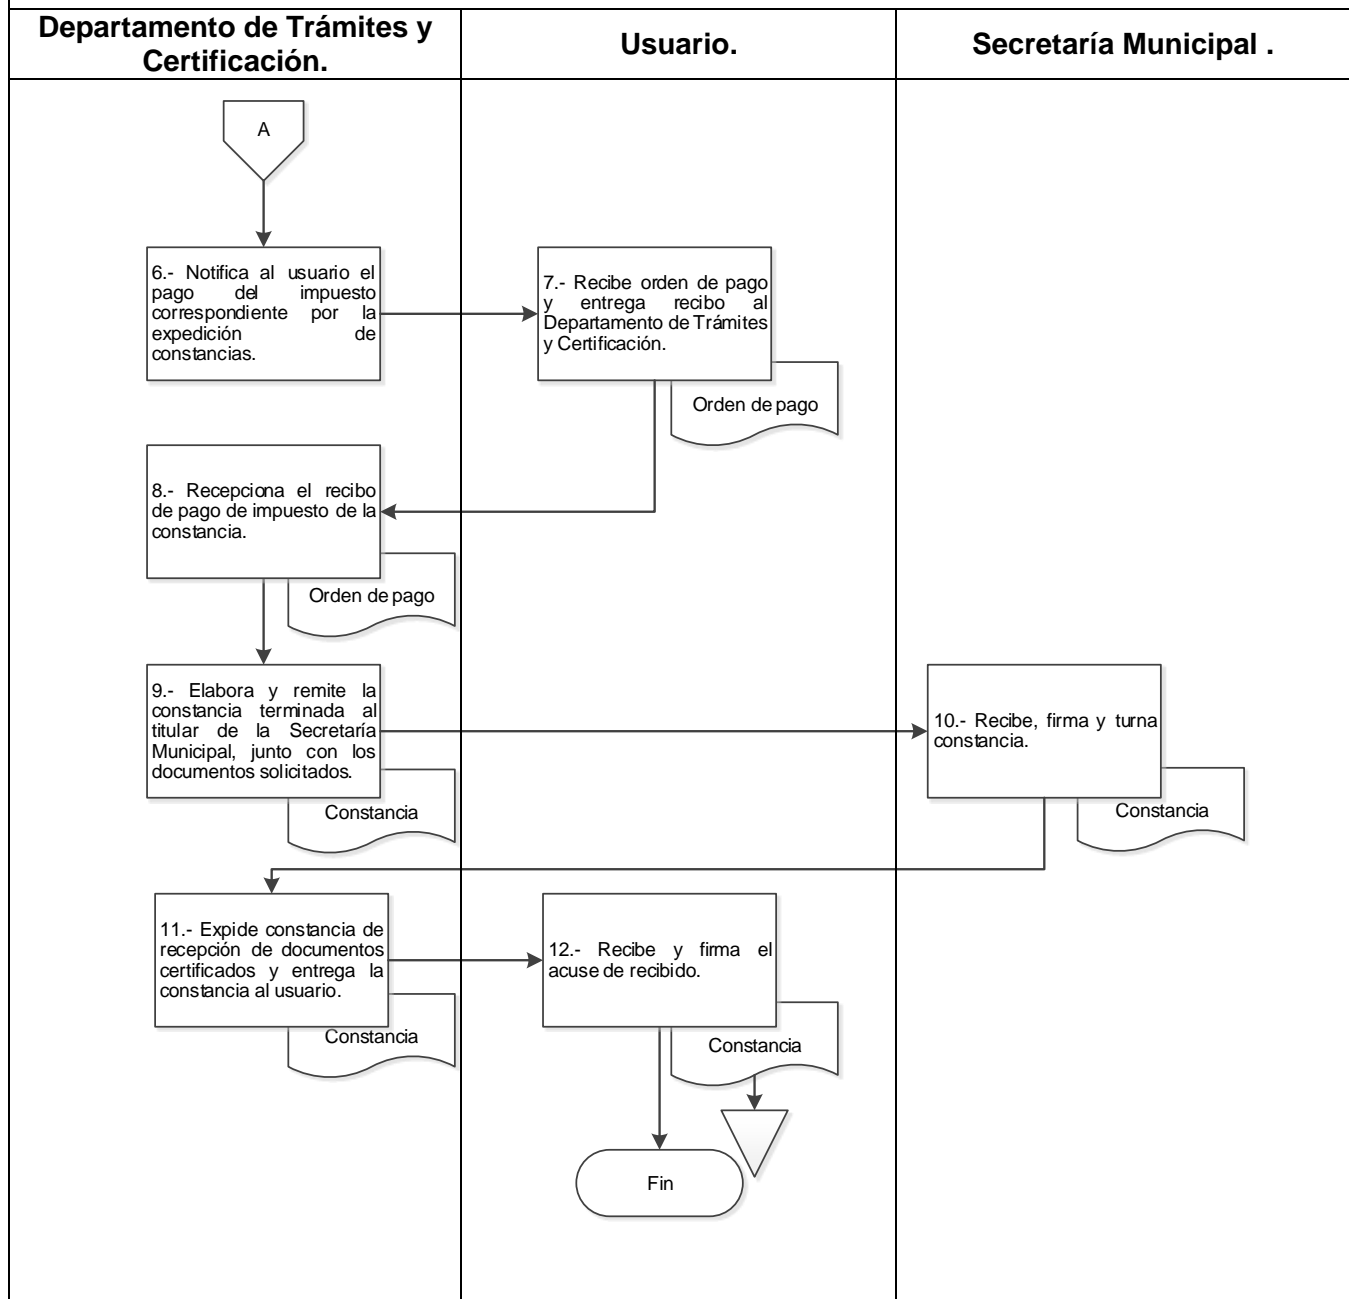 Departamento de Trámites y
Certificación.
Usuario.
Secretaría Municipal .
A
6.- Notifica al usuario el
pago del impuesto
correspondiente por la
expedición de
constancias.
7.- Recibe orden de pago
y entrega recibo al
Departamento de Trámites
y Certificación.
Orden de pago
8.- Recepciona el recibo
de pago de impuesto de la
constancia.
Orden de pago
9.- Elabora y remite la
constancia terminada al
titular de la Secretaría
Municipal, junto con los
documentos solicitados.
Constancia
10.- Recibe, firma y turna
constancia.
Constancia
11.- Expide constancia de
recepción de documentos
certificados y entrega la
constancia al usuario.
Constancia
12.- Recibe y firma el
acuse de recibido.
Constancia
Fin